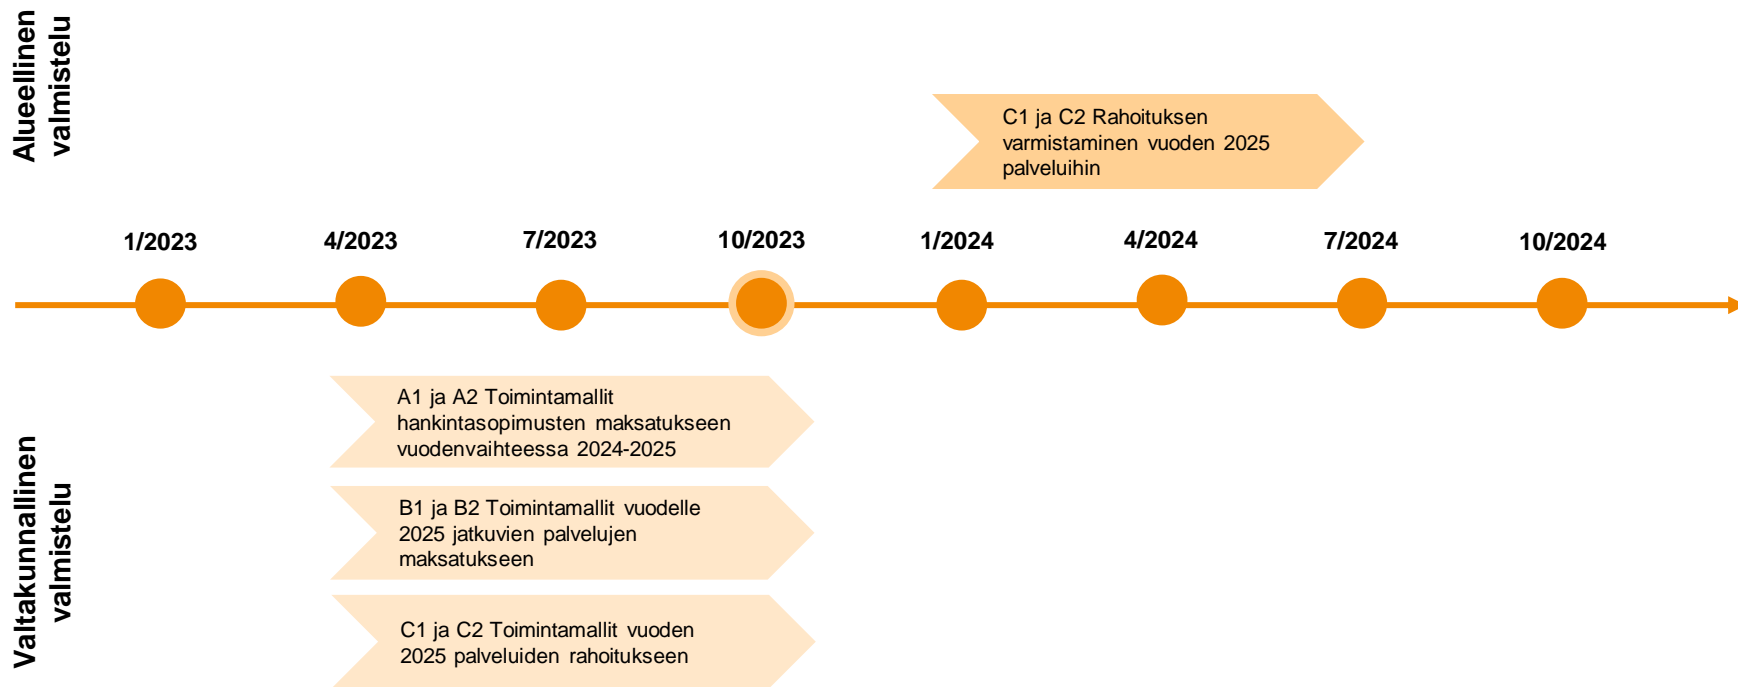 Alueellinen
valmistelu
C1 ja C2 Rahoituksen
varmistaminen vuoden 2025
palveluihin
1/2023
4/2023
7/2023
10/2023
1/2024
4/2024
7/2024
10/2024
Valtakunnallinen
valmistelu
A1 ja A2 Toimintamallit
hankintasopimusten maksatukseen
vuodenvaihteessa 2024-2025
B1 ja B2 Toimintamallit vuodelle
2025 jatkuvien palvelujen
maksatukseen
C1 ja C2 Toimintamallit vuoden
2025 palveluiden rahoitukseen